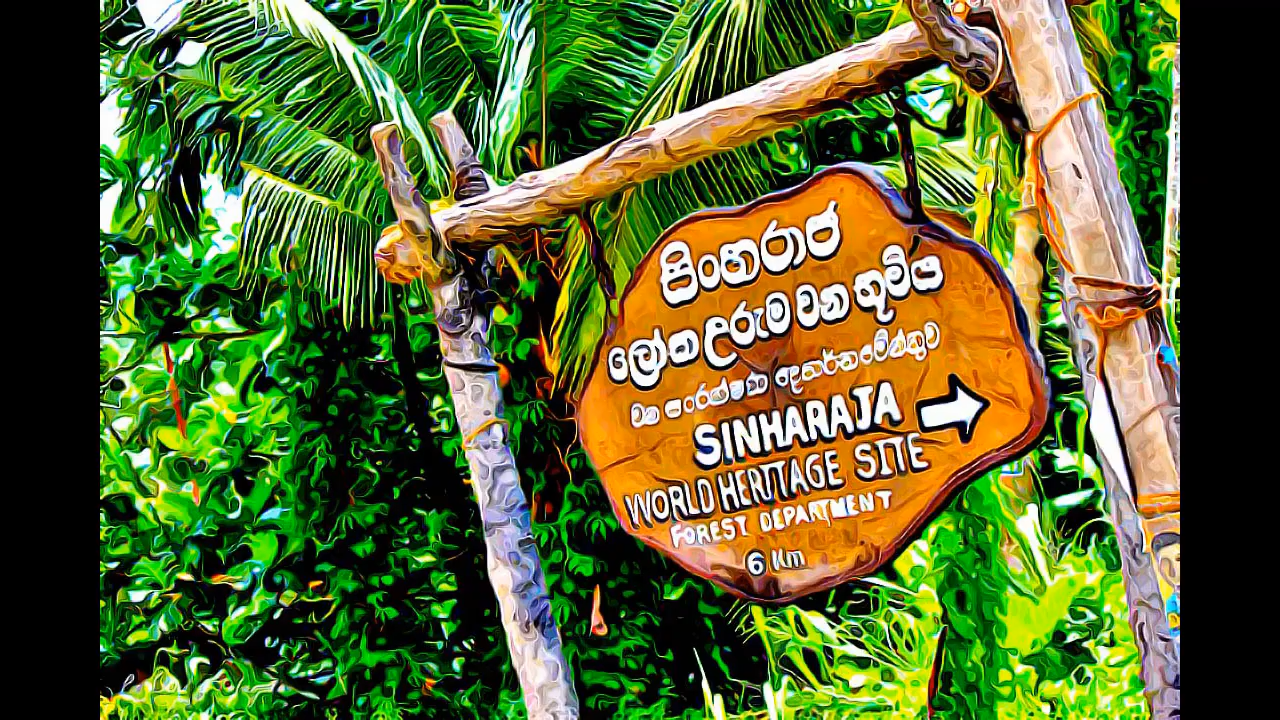 සිංහරාජ
ලෝක උරුම වන භූමිය
වන සංරක්ෂණ දෙපාර්තමේන්තුව
SINHARAJA
WORLD HERITAGE SITE
FOREST DEPARTMENT
6 Km